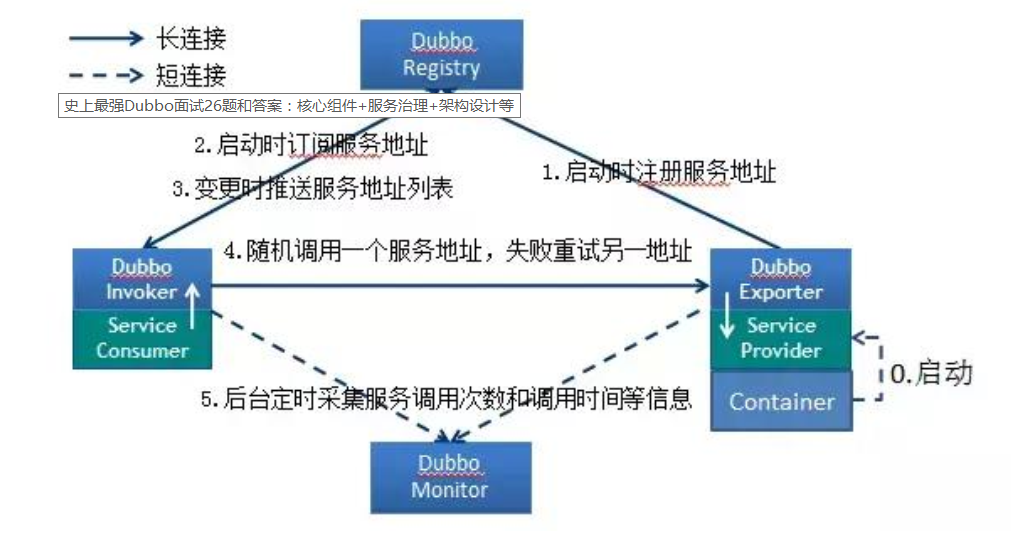 长连接
短连接
Dubbo
Registry
史上最强Dubbo面试26题和答案：核心组件+服务治理+架构设计等
2.启动时订阅服务地址
1.启动时注册服务地址
3.变更时推送服务地址列表
4.随机调用一个服务地址，失败重试另一地址
Dubbo
Invoker
Service
Consumer
Dubbo
Exporter
Service
Provider
Container
0.启动
5.后台定时采集服务调用次数和调用时间等信息
Dubbo
Monitor